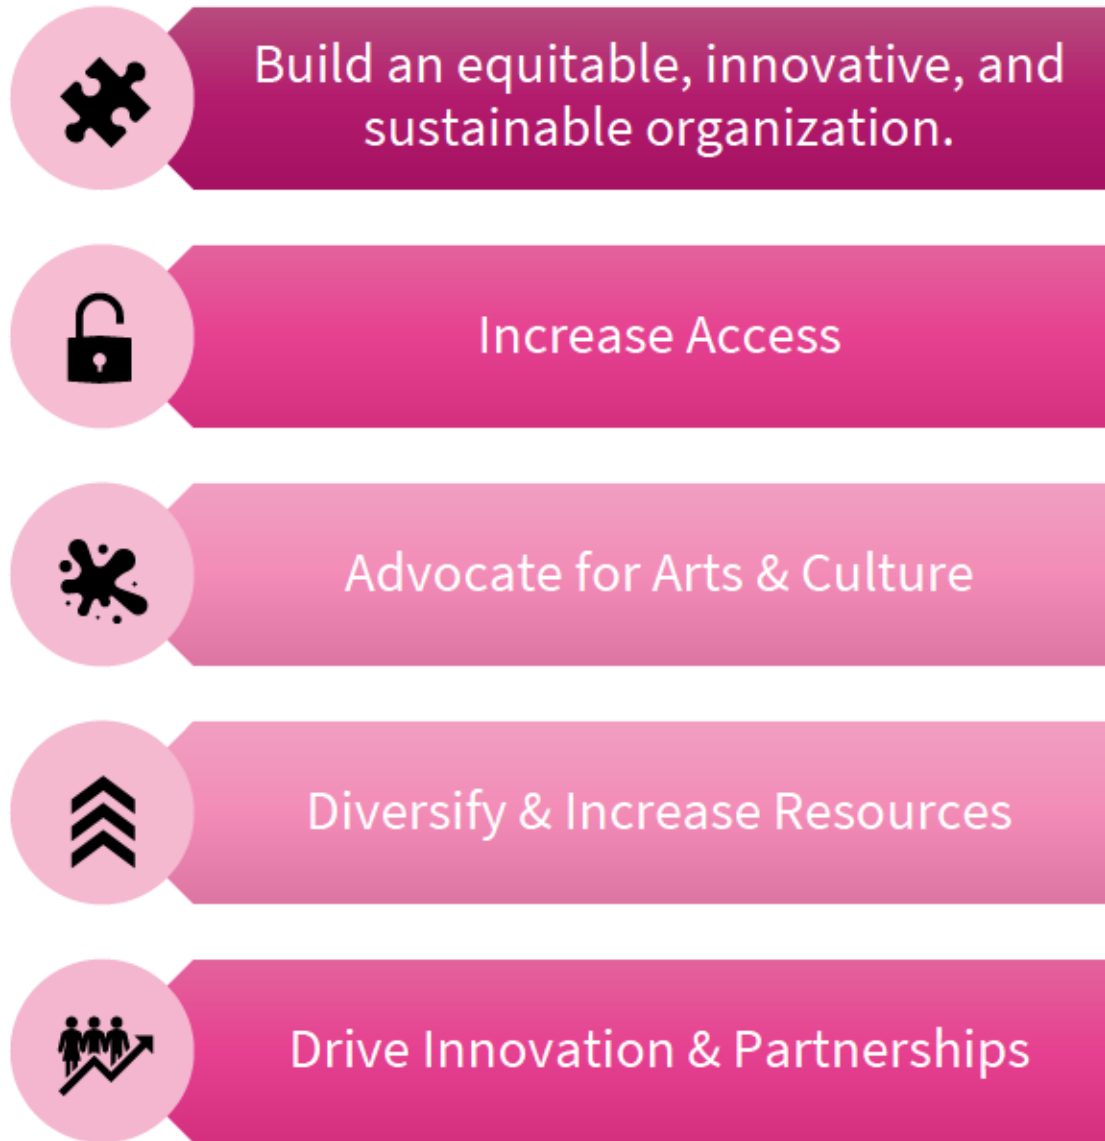 Build an equitable, innovative, and
sustainable organization.
Increase Access
Advocate for Arts & Culture
Diversify & Increase Resources
Drive Innovation & Partnerships